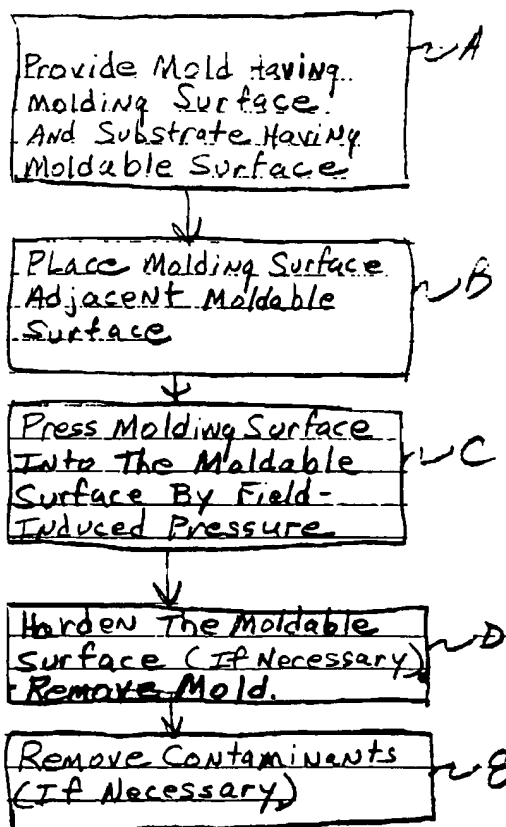 A
Provide Mold Having
Molding Surface.
And Substrate Having
Moldable Surface
Place Molding Surface
Adjacent Moldable
Surface
B
Press Molding Surface
Into The Moldable
Surface By Field-
Induced Pressure
C
Harden The Moldable
Surface (If Necessary)
Remove Mold.
D
Remove Contaminants
(If Necessary)
E